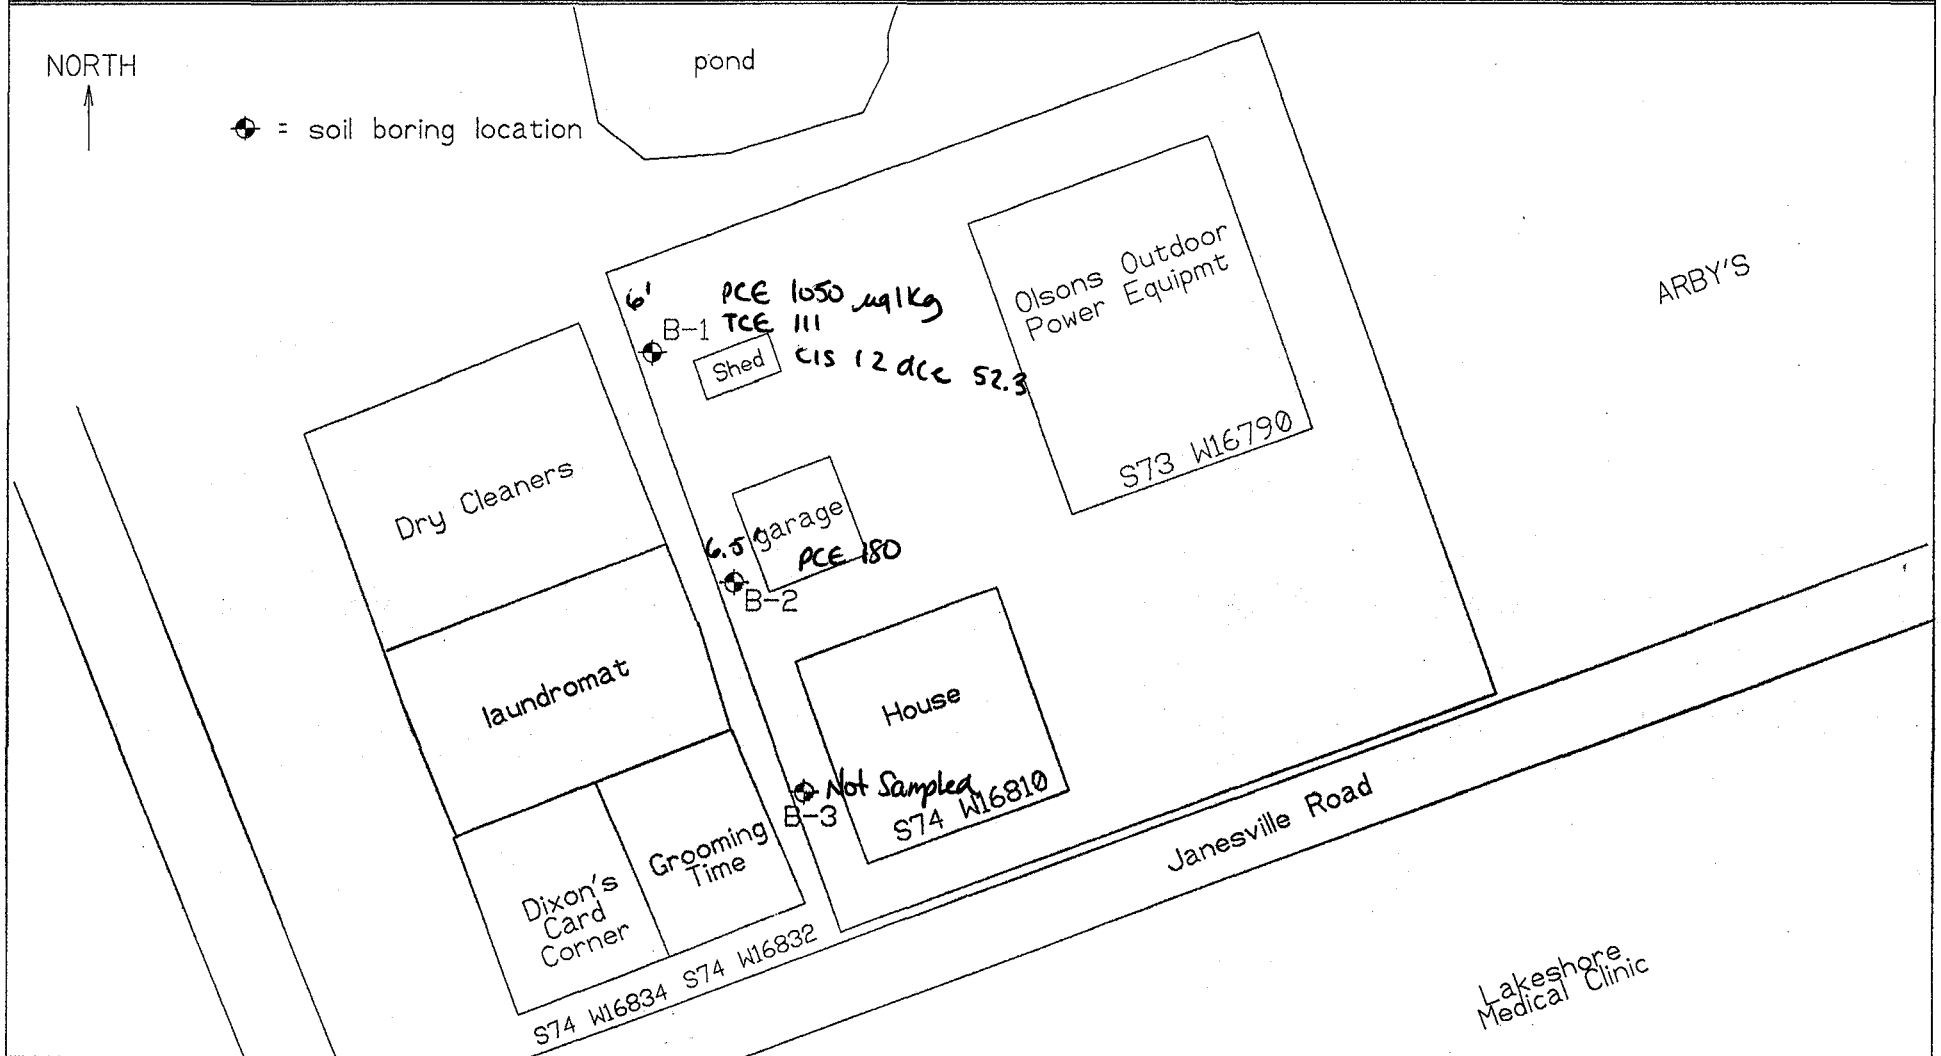 NORTH
pond
= soil boring location
6'
PCE 1050 µg/Kg
B-1 TCE 111
Shed
cis 12 dce 52.3
Olsons Outdoor
Power Equipmt
S73 W16790
ARBY'S
Dry Cleaners
6.5'
garage
PCE 180
B-2
laundromat
House
Not Sampled
B-3
S74 W16810
Grooming
Time
Dixon's
Card
Corner
S74 W16834
S74 W16832
Janesville Road
Lakeshore
Medical Clinic